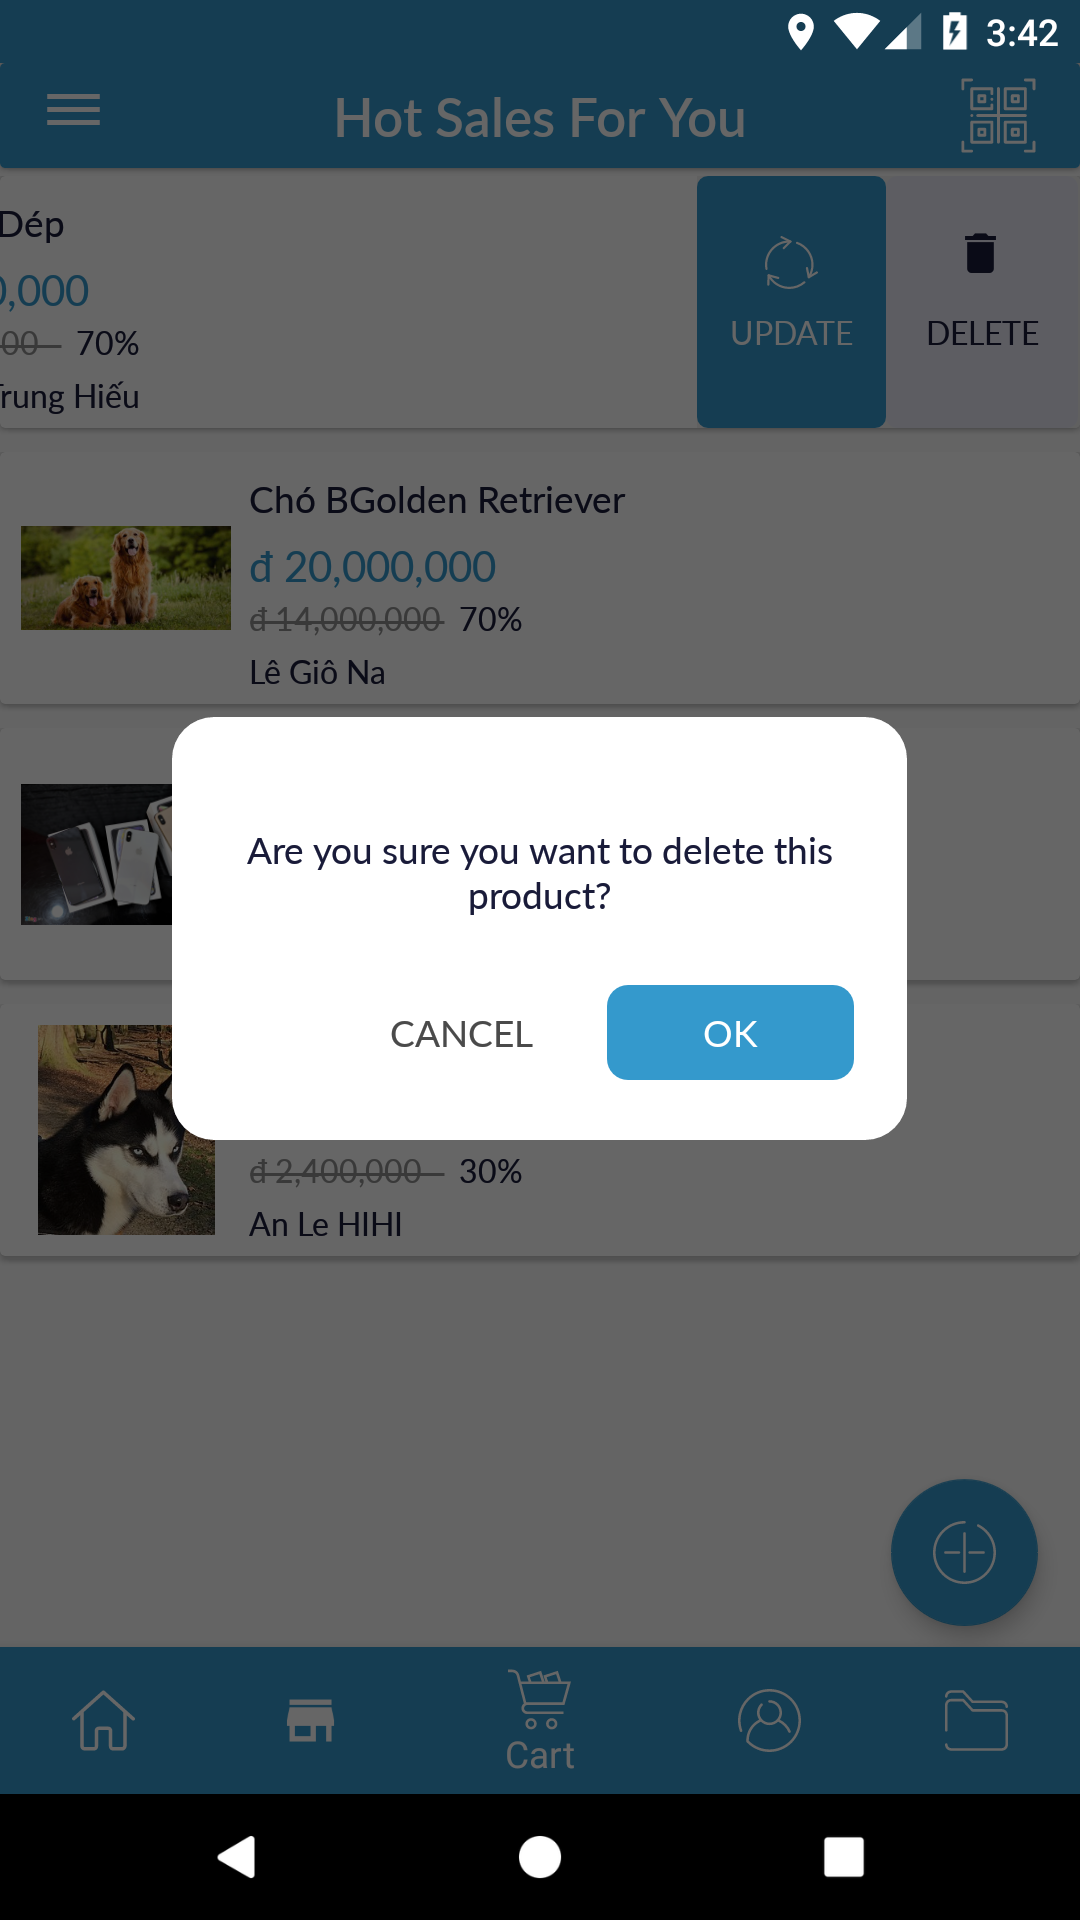 3:42
Hot Sales For You
Dép
0,000
00 70%
Trung Hiếu
UPDATE
DELETE
Chó BGolden Retriever
đ 20,000,000
đ 14,000,000 70%
Lê Giô Na
Are you sure you want to delete this
product?
CANCEL
OK
đ 2,400,000 30%
An Le HIHI
Cart